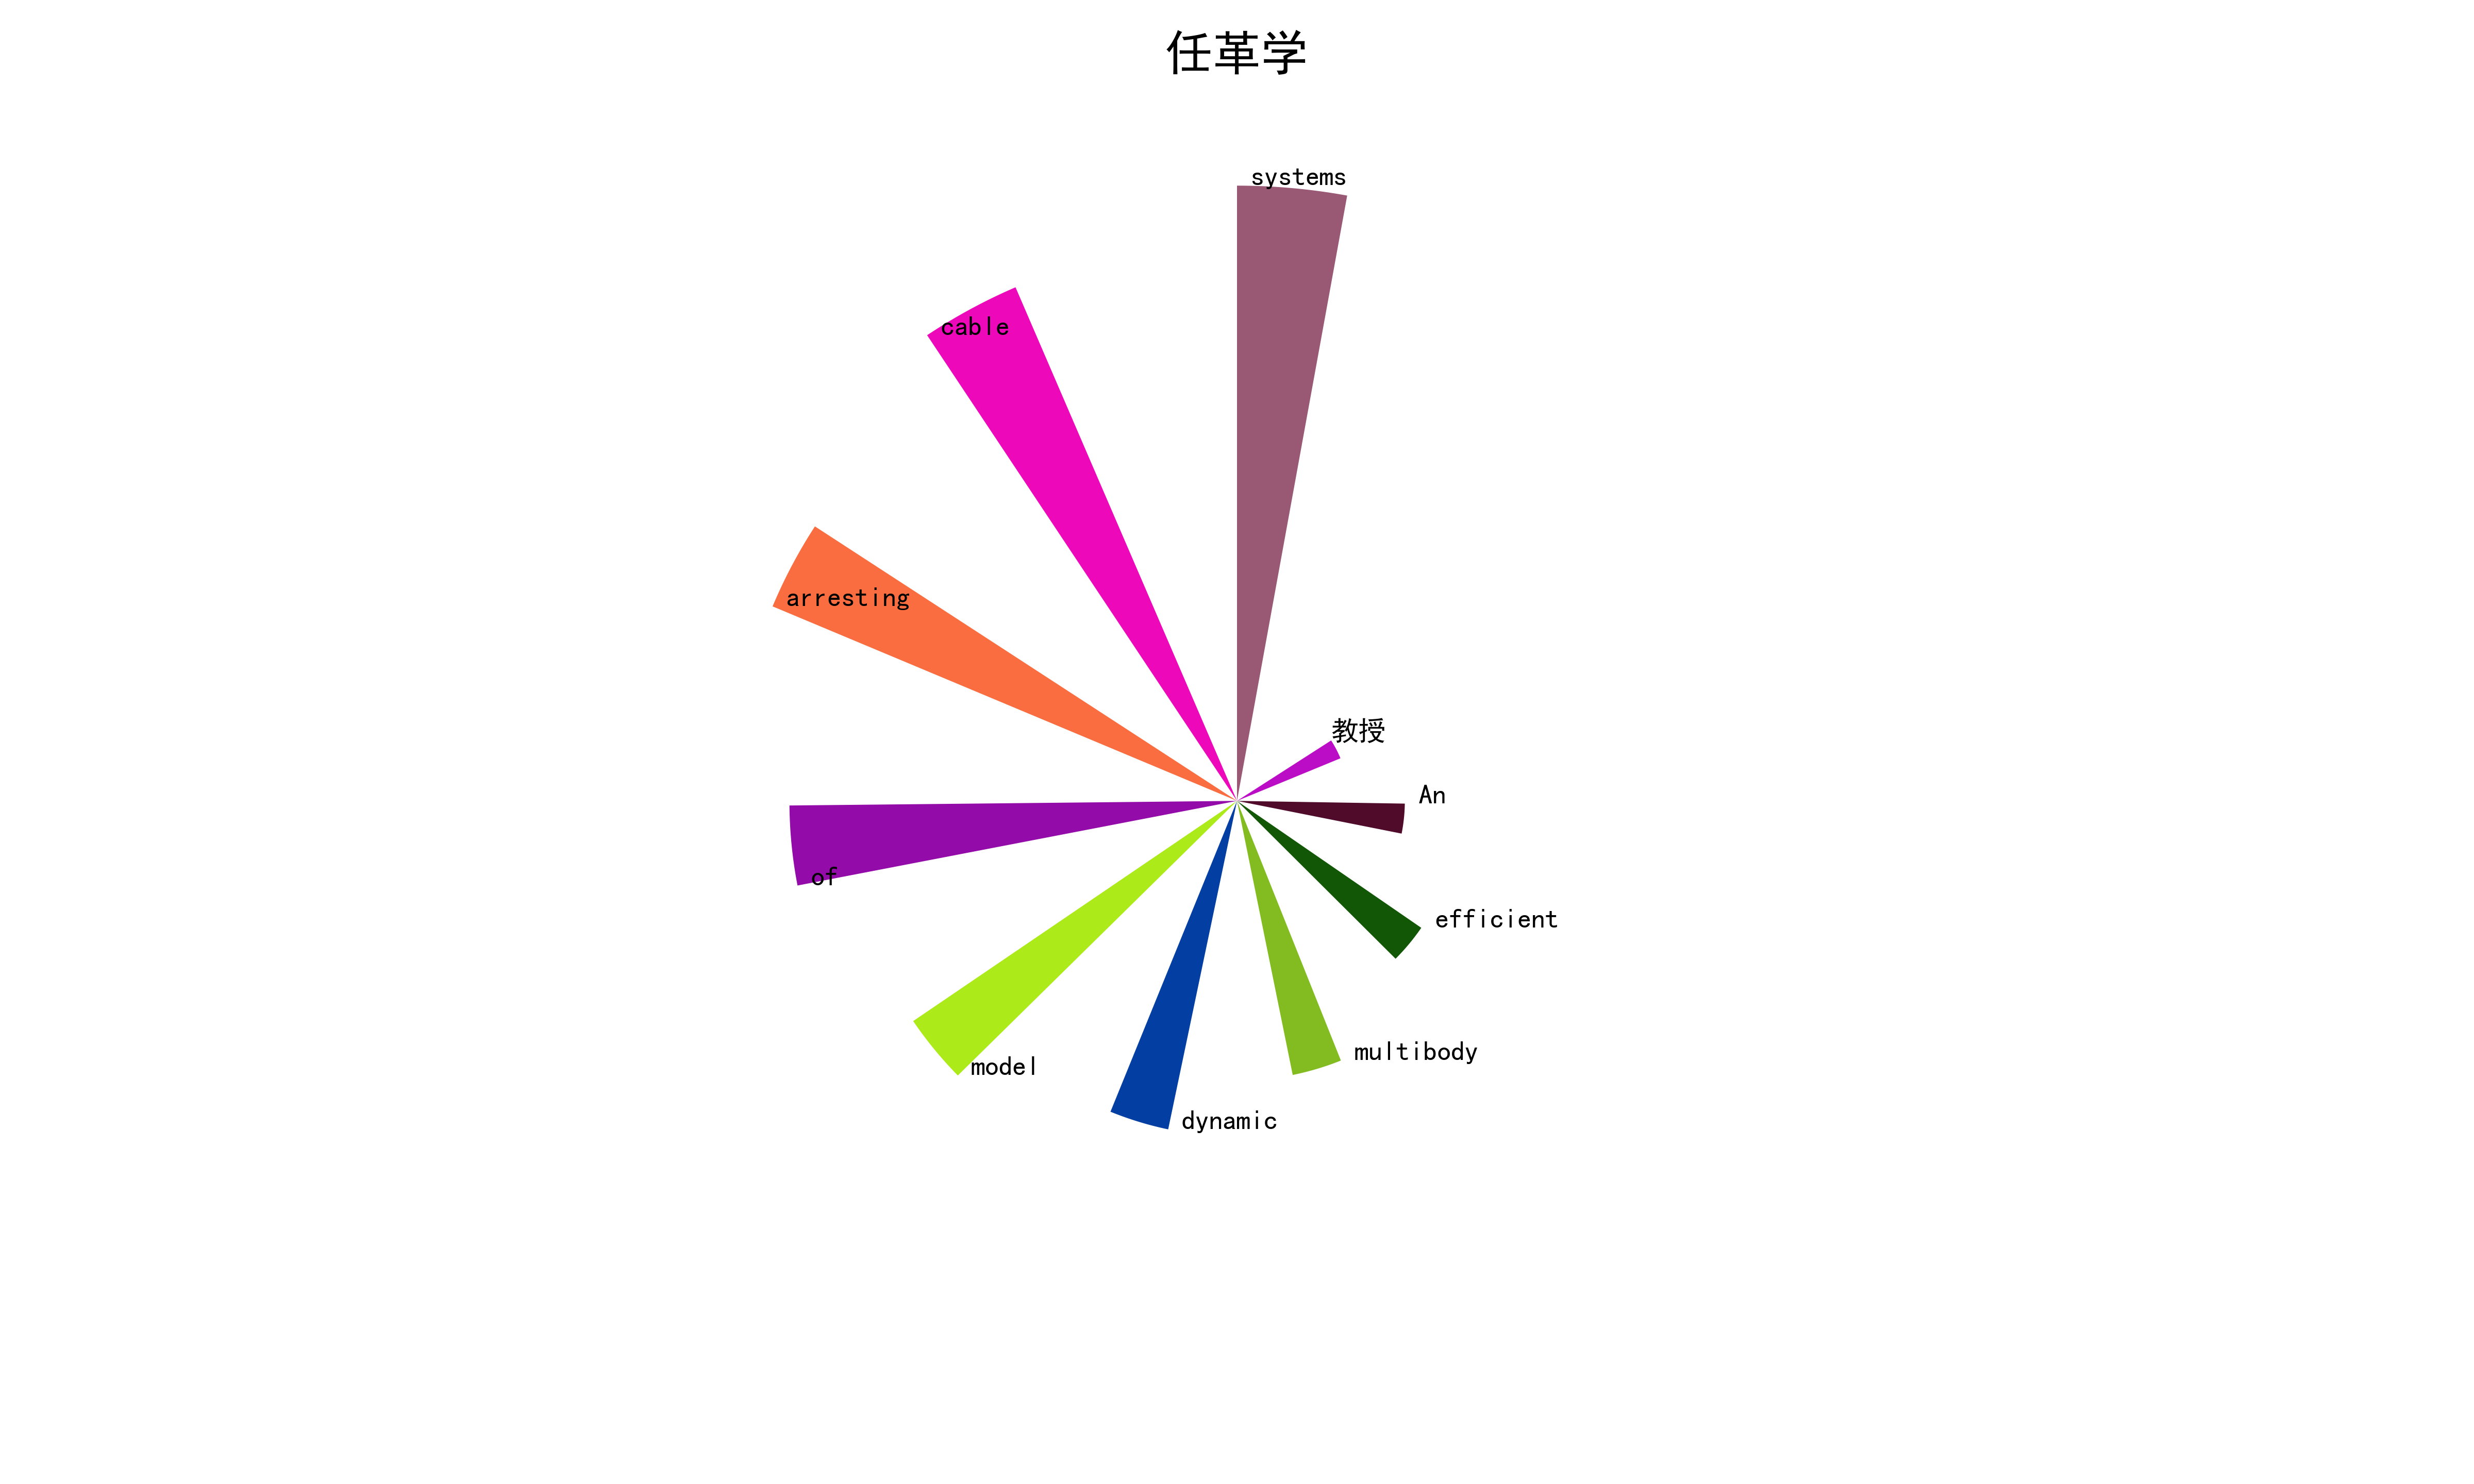 任革学
systems
cable
arresting
教授
An
of
efficient
multibody
model
dynamic